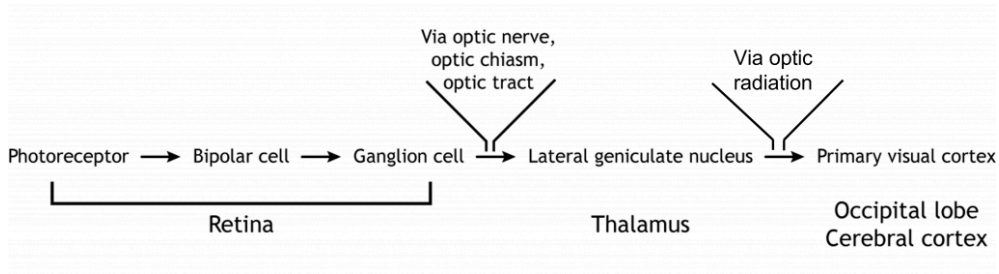 Via optic nerve,
optic chiasm,
optic tract
Via optic
radiation
Photoreceptor
Bipolar cell
Ganglion cell
Lateral geniculate nucleus
Primary visual cortex
Retina
Thalamus
Occipital lobe
Cerebral cortex